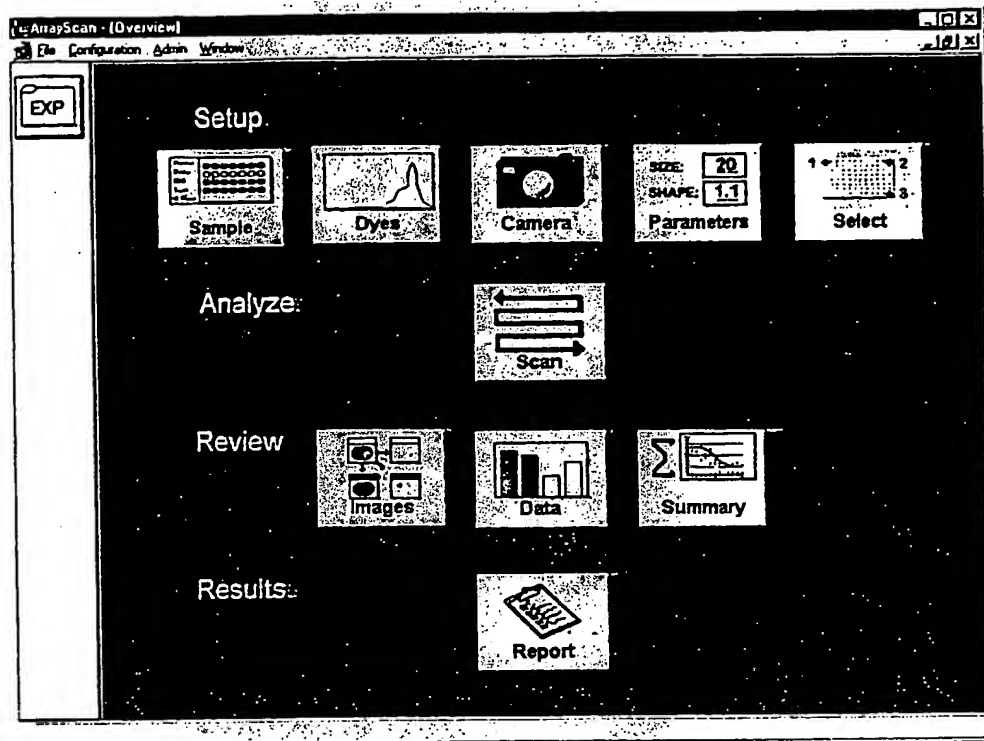 ArrayScan - [Overview]
File Configuration Admin Window
EXP
Setup
Sample
Dyes
Camera
SIZE: 20
SHAPE: 1.1
Parameters
1 2
3
Select
Analyze:
Scan
Review
Images
Data
Σ
Summary
Results:
Report